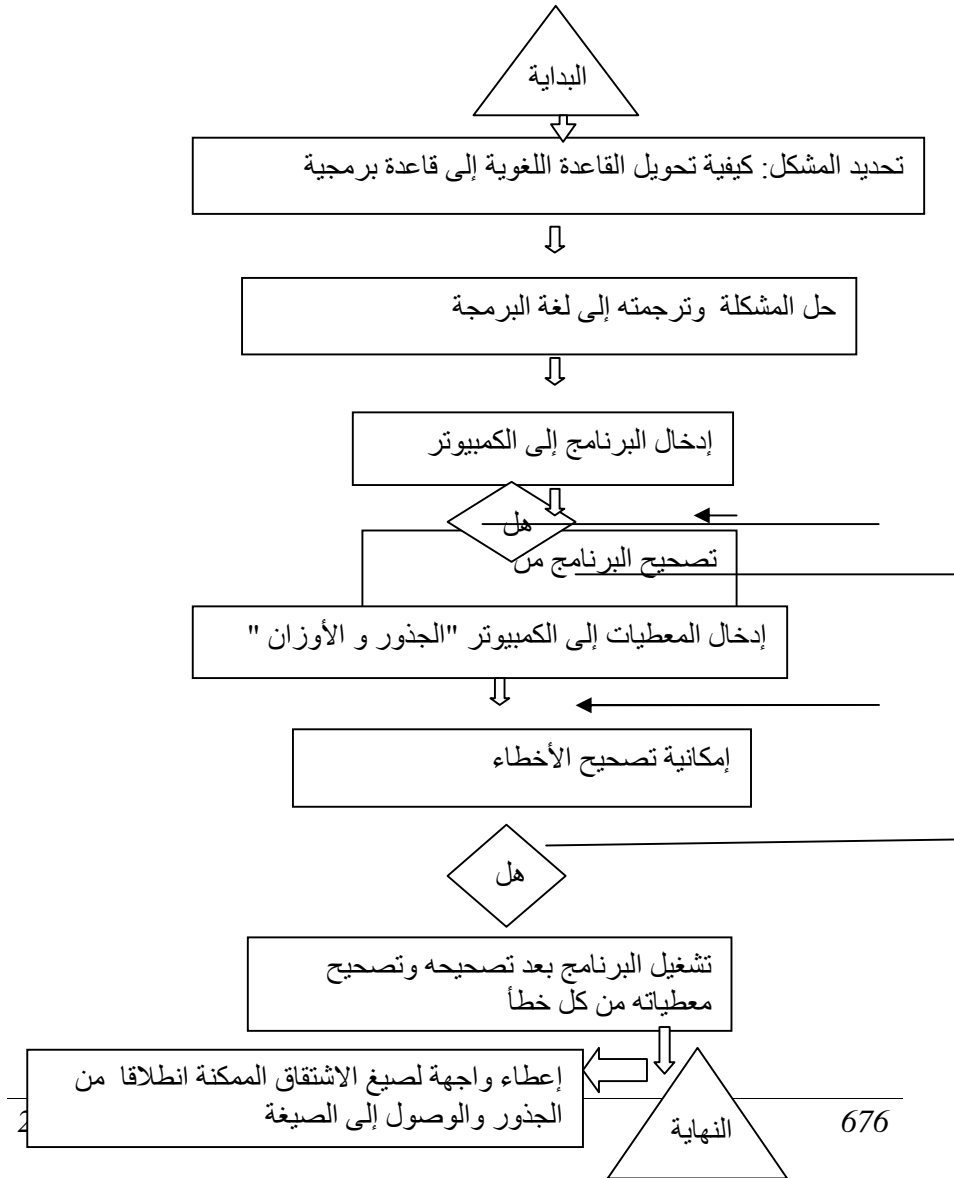 البداية
تحديد المشكل: كيفية تحويل القاعدة اللغوية إلى قاعدة برمجية
حل المشكلة وترجمته إلى لغة البرمجة
إدخال البرنامج إلى الكمبيوتر
هل
تصحيح البرنامج من
إدخال المعطيات إلى الكمبيوتر "الجذور و الأوزان "
إمكانية تصحيح الأخطاء
هل
تشغيل البرنامج بعد تصحيحه وتصحيح
معطياته من كل خطأ
إعطاء واجهة لصيغ الاشتقاق الممكنة انطلاقا من
الجذور والوصول إلى الصيغة
النهاية
676